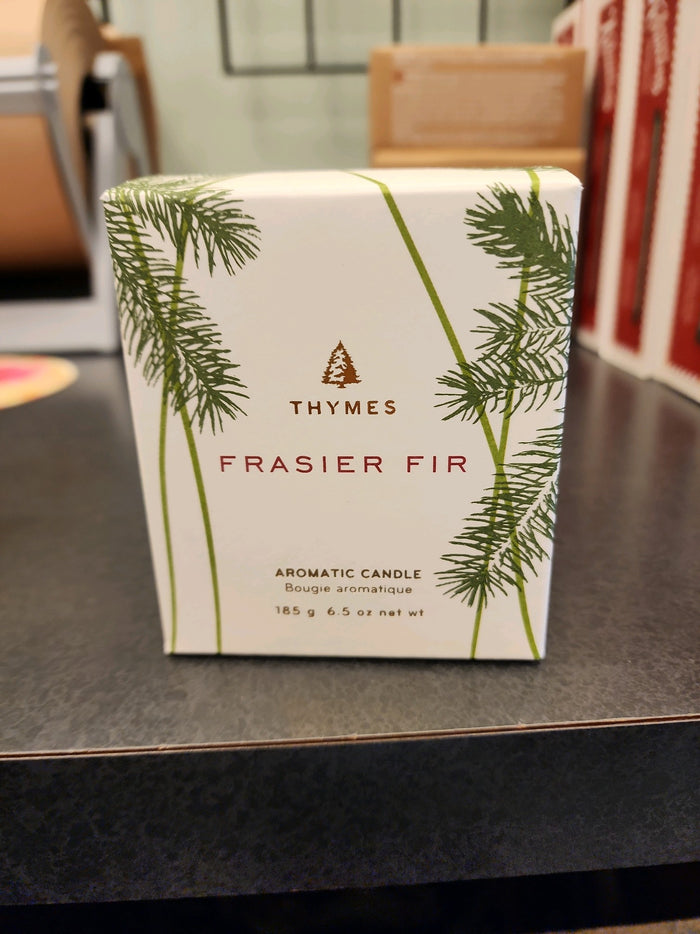 THYMES
FRASIER FIR
AROMATIC CANDLE
Bougie aromatique
185 g 6.5 oz net wt